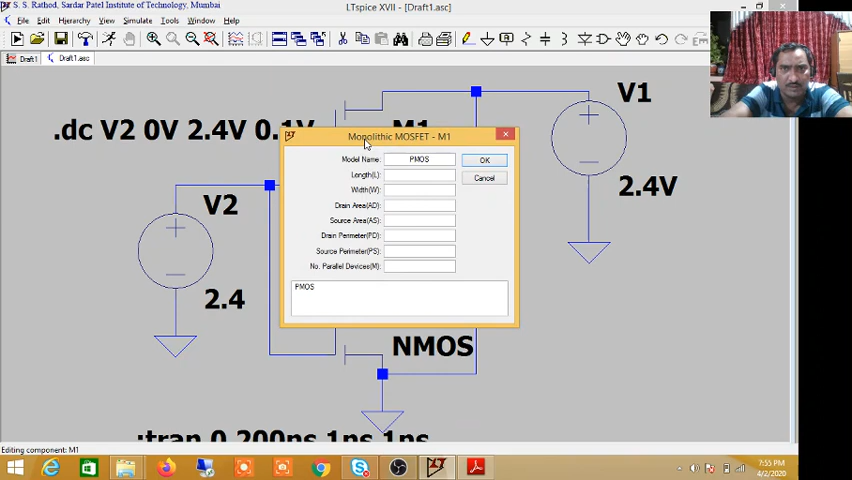 Dr S. S. Rathod, Sardar Patel Institute of Technology, Mumbai
LTspice XVII - [Draft1.asc]
File Edit Hierarchy View Simulate Tools Window Help
Draft1 Draft1.asc
.dc V2 0V 2.4V 0.1V
M1
V1
2.4V
V2
2.4
NMOS
;tran 0 200ns 1ns 1ns
Monolithic MOSFET - M1
Model Name: PMOS OK
Length(L): Cancel
Width(W):
Drain Area(AD):
Source Area(AS):
Drain Perimeter(PD):
Source Perimeter(PS):
No. Parallel Devices(M):
PMOS
Editing component: M1
7:55 PM
4/2/2020